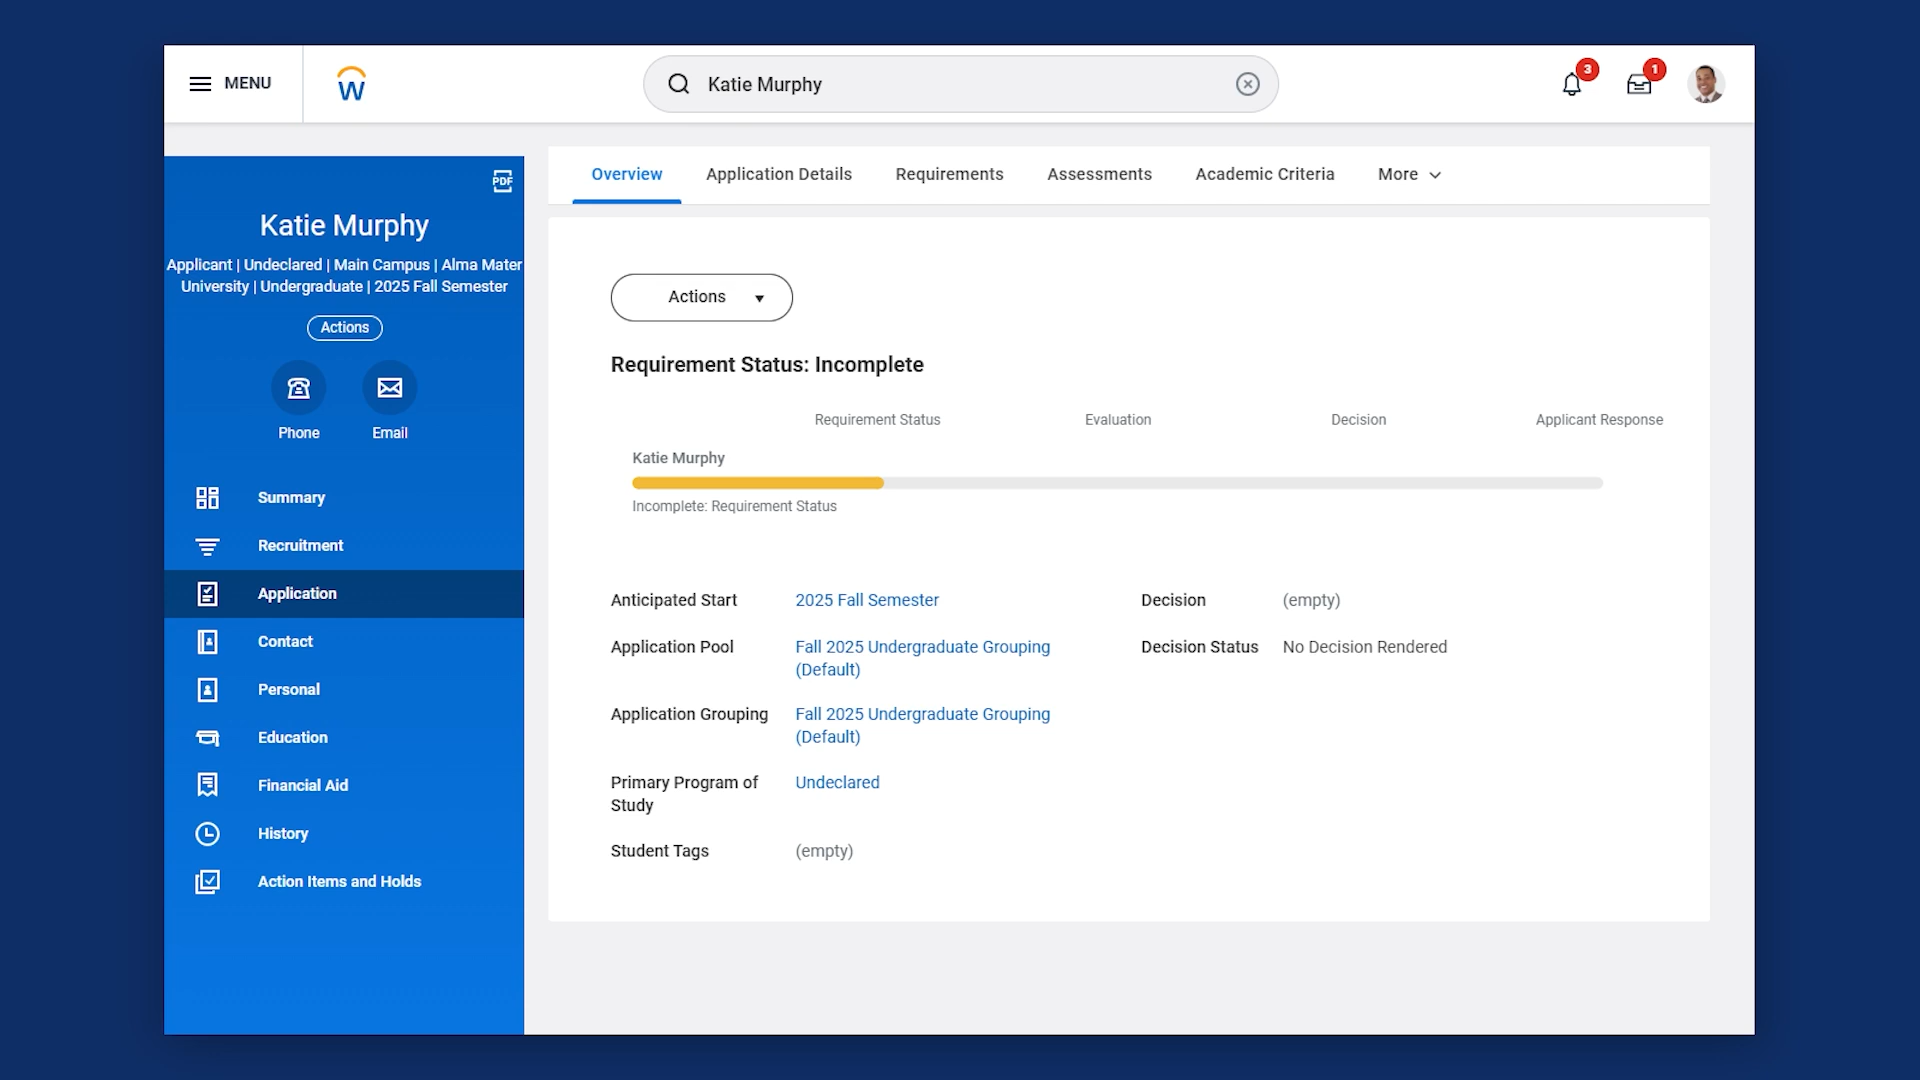 MENU
W
Katie Murphy
3
1
PDF
Katie Murphy
Applicant | Undeclared | Main Campus | Alma Mater
University | Undergraduate | 2025 Fall Semester
Actions
Phone
Email
Summary
Recruitment
Application
Contact
Personal
Education
Financial Aid
History
Action Items and Holds
Overview
Application Details
Requirements
Assessments
Academic Criteria
More
Actions
Requirement Status: Incomplete
Requirement Status
Evaluation
Decision
Applicant Response
Katie Murphy
Incomplete: Requirement Status
Anticipated Start
2025 Fall Semester
Application Pool
Fall 2025 Undergraduate Grouping
(Default)
Application Grouping
Fall 2025 Undergraduate Grouping
(Default)
Primary Program of
Study
Undeclared
Student Tags
(empty)
Decision
(empty)
Decision Status
No Decision Rendered